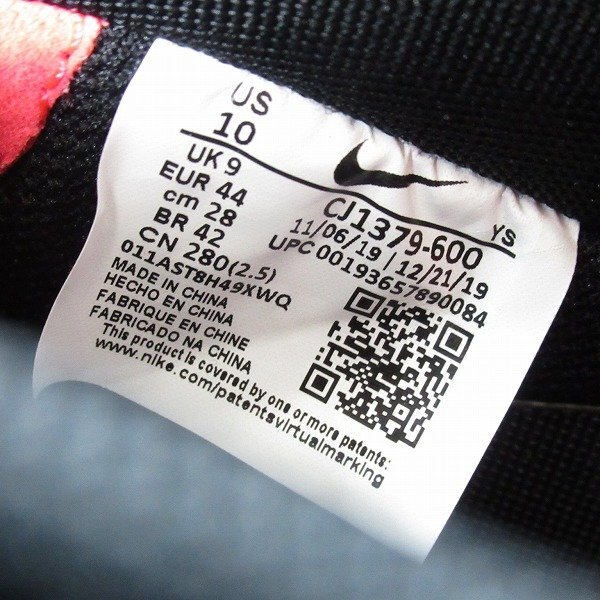 US
10
UK 9
EUR 44
cm 28
BR 42
CN 280(2.5)
011AST8H49XWQ
MADE IN CHINA
HECHO EN CHINA
FABRIQUE EN CHINE
FABRICADO NA CHINA
This product is covered by one or more patents:
www.nike.com/patentsvirtualmarking
YS
CJ1379-600
11/06/19 | 12/21/19
UPC 00193657890084